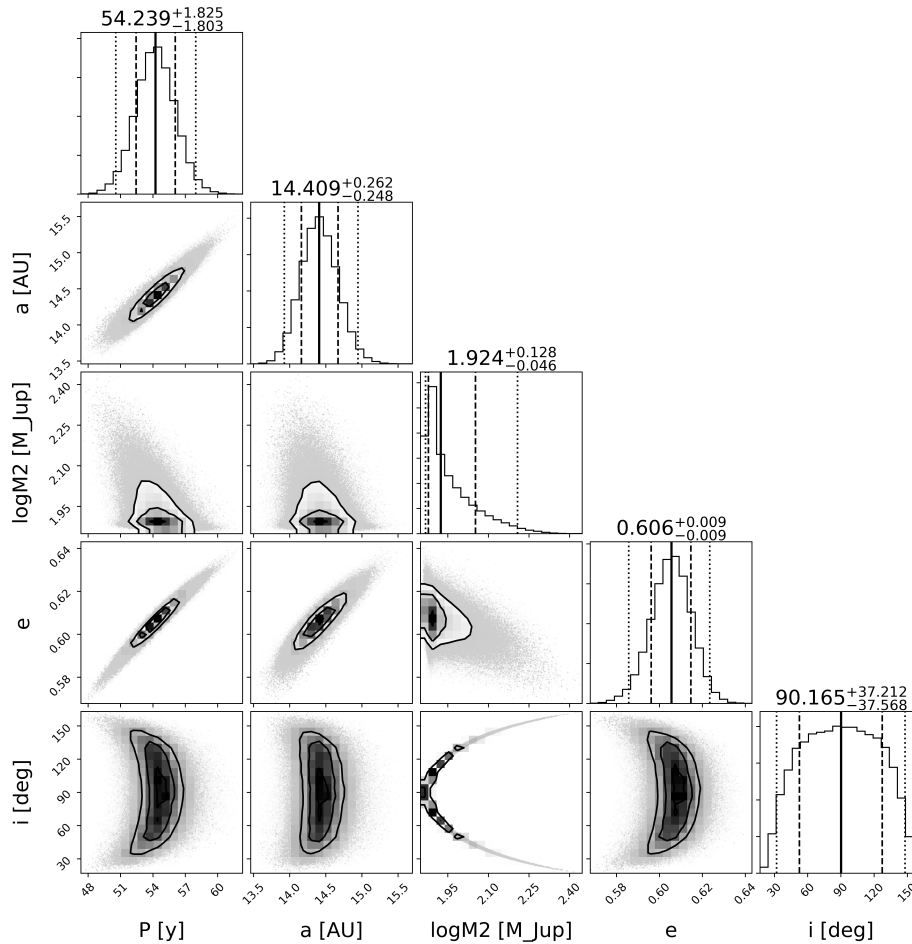 54.239+1.825
−1.803
14.409+0.262
−0.248
1.924+0.128
−0.046
0.606+0.009
−0.009
90.165+37.212
−37.568
a [AU]
15.5
15.0
14.5
14.0
13.5
logM2 [M_Jup]
2.40
2.25
2.10
1.95
e
0.64
0.62
0.60
0.58
i [deg]
150
120
90
60
30
48 51 54 57 60
13.5 14.0 14.5 15.0 15.5
1.95 2.10 2.25 2.40
0.58 0.60 0.62 0.64
30 60 90 120 150
P [y] a [AU] logM2 [M_Jup] e i [deg]